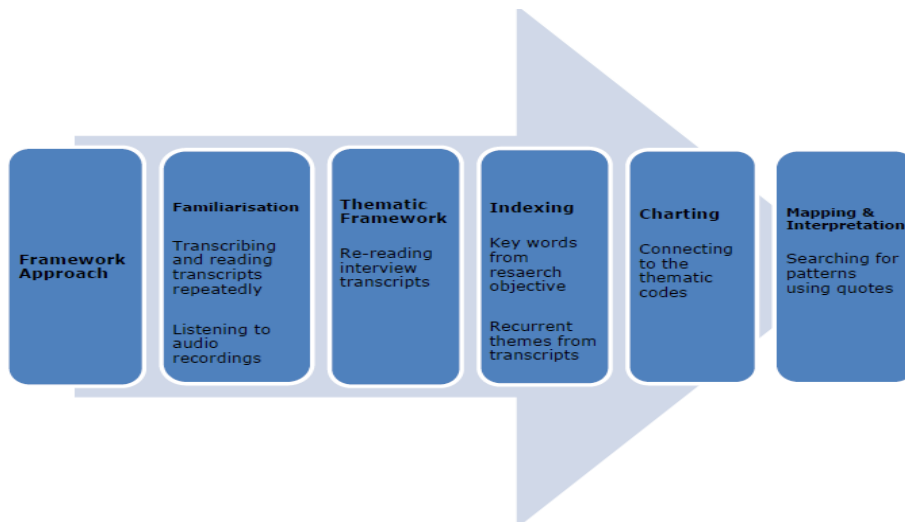 Framework
Approach
Familiarisation
Transcribing
and reading
transcripts
repeatedly
Listening to
audio
recordings
Thematic
Framework
Re-reading
interview
transcripts
Indexing
Key words
from
resaerch
objective
Recurrent
themes from
transcripts
Charting
Connecting
to the
thematic
codes
Mapping &
Interpretation
Searching for
patterns
using quotes